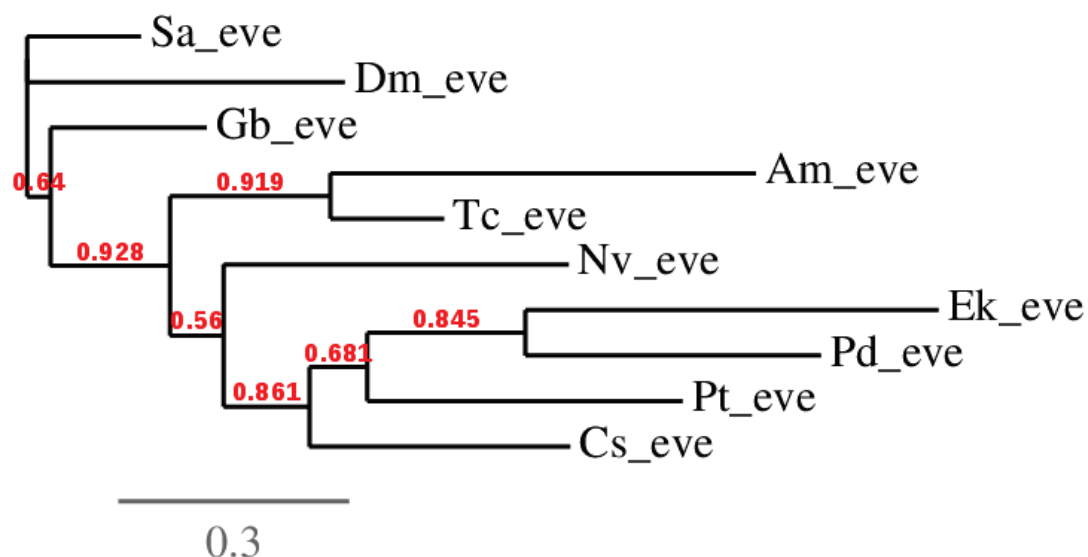 Sa_eve
Dm_eve
Gb_eve
0.64
0.919
Am_eve
Tc_eve
0.928
Nv_eve
0.56
0.845
Ek_eve
Pd_eve
0.681
0.861
Pt_eve
Cs_eve
0.3